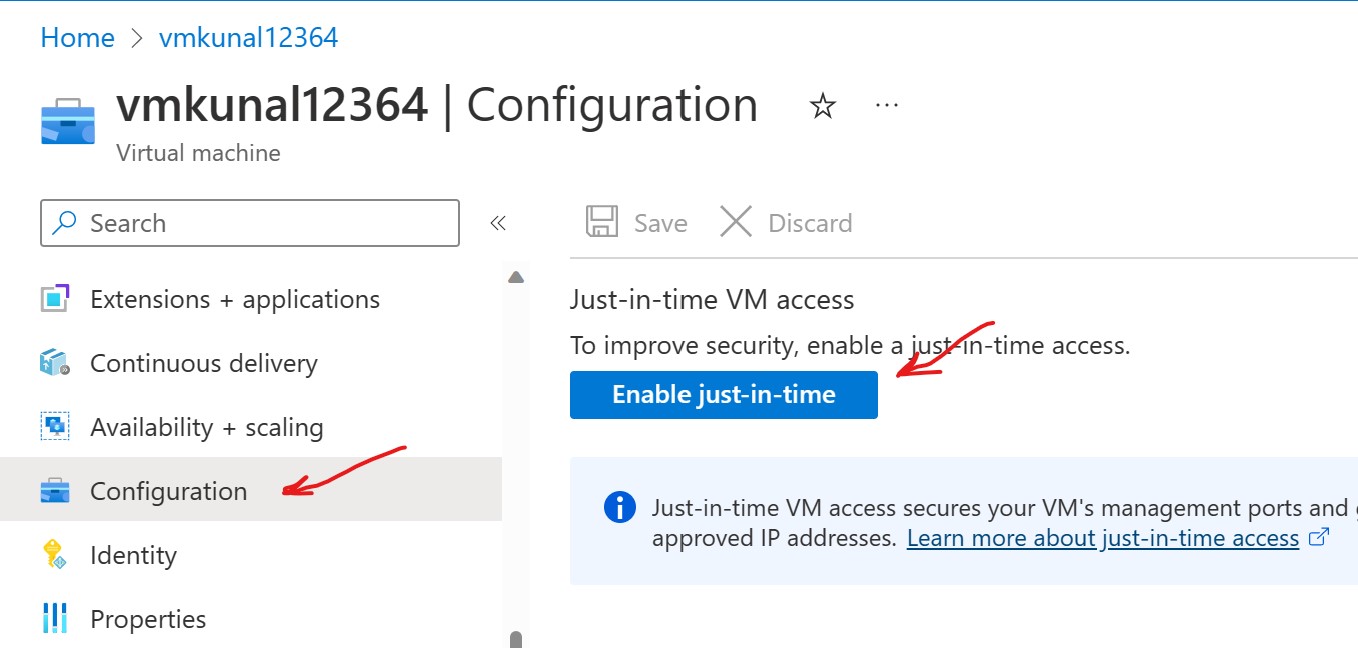 Home > vmkunal12364
vmkunal12364 | Configuration
Virtual machine
Search
Save
Discard
Extensions + applications
Continuous delivery
Availability + scaling
Configuration
Identity
Properties
Just-in-time VM access
To improve security, enable a just-in-time access.
Enable just-in-time
Just-in-time VM access secures your VM's management ports and
approved IP addresses. Learn more about just-in-time access